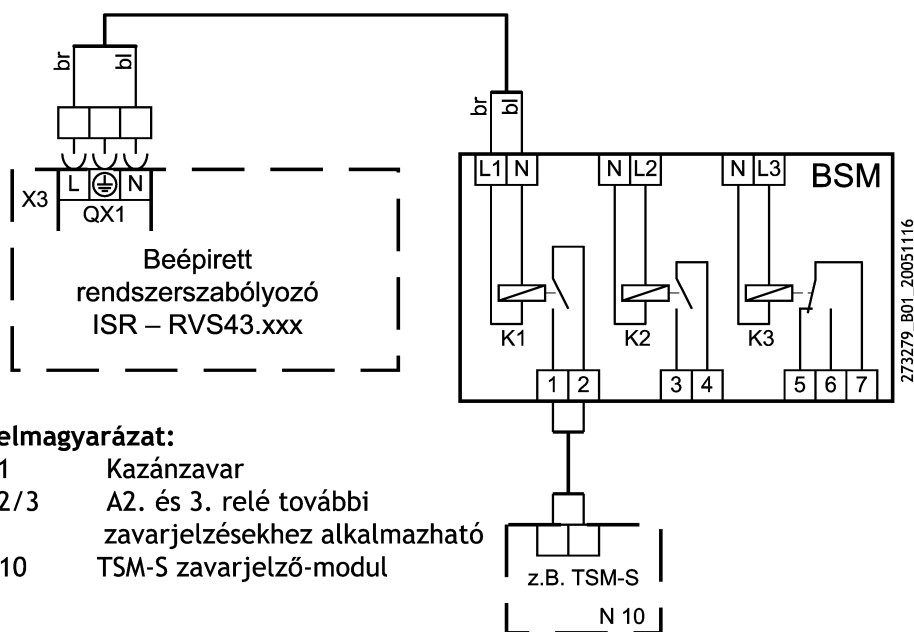 br
bl
br
bl
L1 N
N L2
N L3
BSM
X3
L
N
QX1
Beépirett
rendszerszabólyozó
ISR – RVS43.xxx
K1
K2
K3
1 2
3 4
5 6 7
273279_B01_20051116
elmagyarázat:
1 Kazánzavar
2/3 A2. és 3. relé további
zavarjelzésekhez alkalmazható
10 TSM-S zavarjelző-modul
z.B. TSM-S
N 10